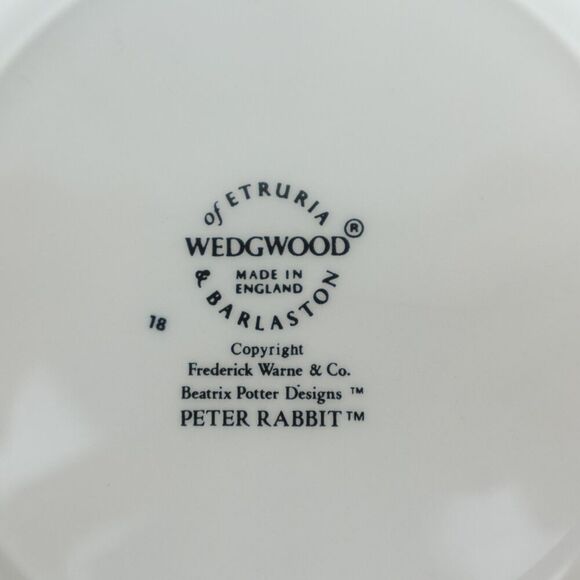 of ETRURIA
WEDGWOOD®
MADE IN
ENGLAND
& BARLASTON
18
Copyright
Frederick Warne & Co.
Beatrix Potter Designs ™
PETER RABBIT™